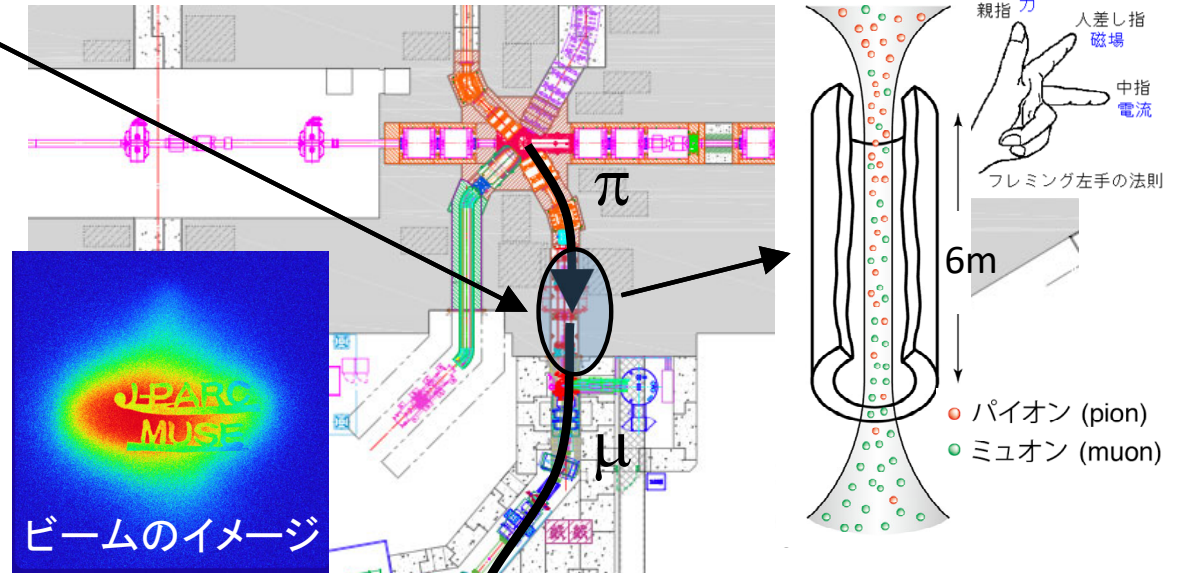 親指 力
人差し指
磁場
中指
電流
フレミング左手の法則
π
6m
J-PARC
MUSE
μ
パイオン (pion)
ミュオン (muon)
ビームのイメージ